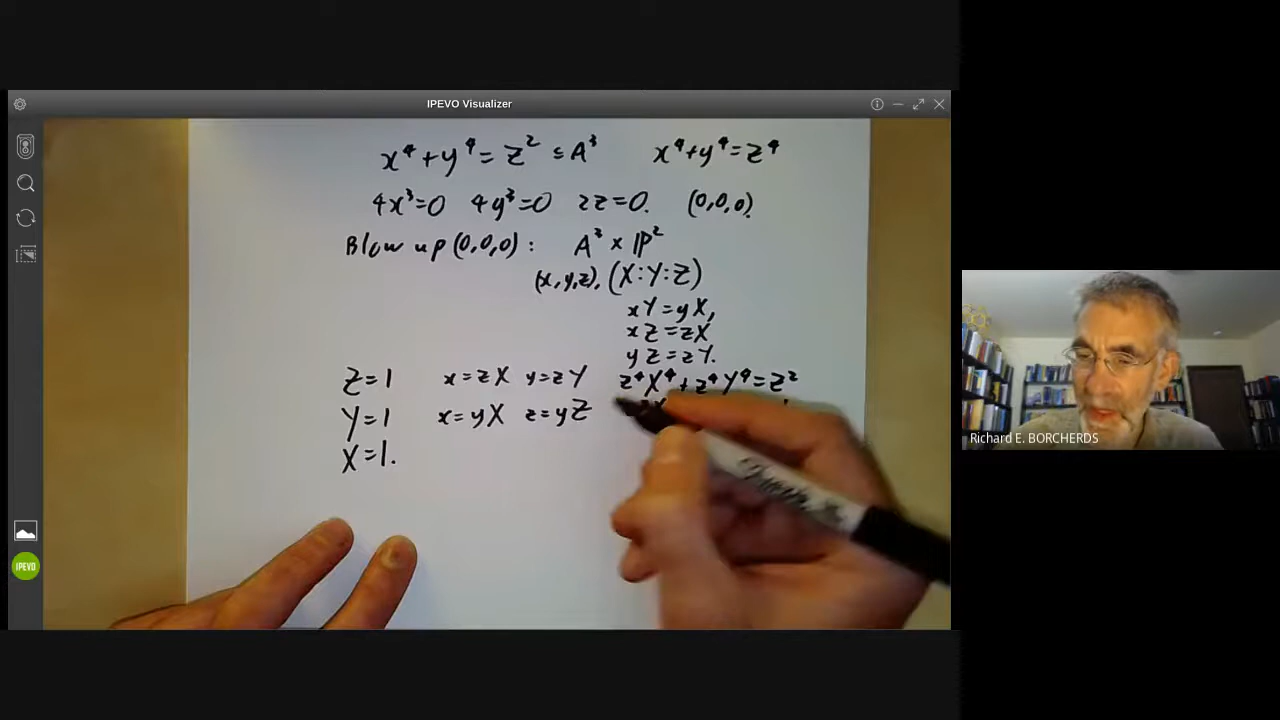 IPEVO Visualizer
x⁴+y⁴=z² ⊆ A³ x⁴+y⁴=z⁴
4x³=0 4y³=0 2z=0. (0,0,0).
Blow up (0,0,0): A³ × P²
(x,y,z), (X:Y:Z)
xY=yX,
xZ=zX
yZ=zY.
Z=1 x=zX y=zY z⁴X⁴+z⁴Y⁴=z²
Y=1 x=yX z=yZ
X=1.
IPEVO
Richard E. BORCHERDS